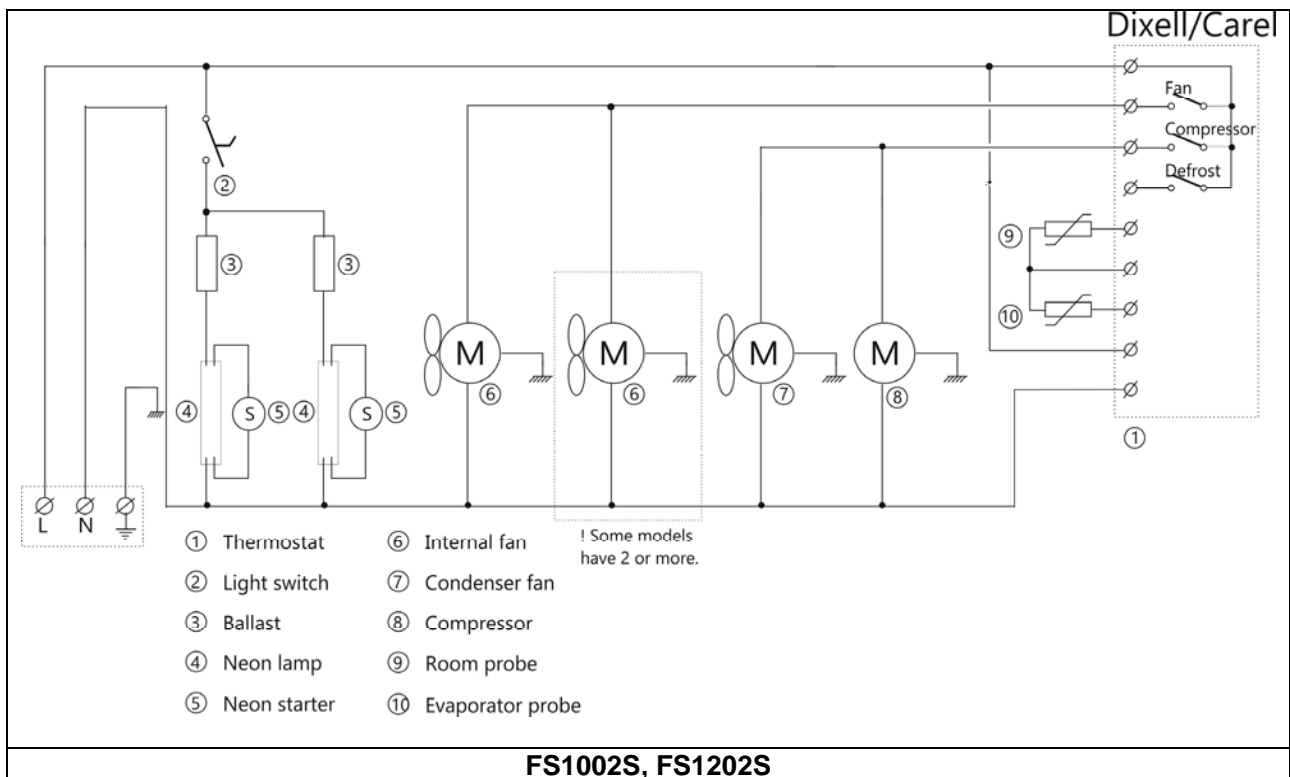 Dixell/Carel
Fan
Compressor
Defrost
②
③ ③
⑨
⑩
④ S ⑤ ④ S ⑤
M ⑥ M ⑥ M ⑦ M ⑧
①
L N
① Thermostat
② Light switch
③ Ballast
④ Neon lamp
⑤ Neon starter
⑥ Internal fan
⑦ Condenser fan
⑧ Compressor
⑨ Room probe
⑩ Evaporator probe
! Some models
have 2 or more.
FS1002S, FS1202S